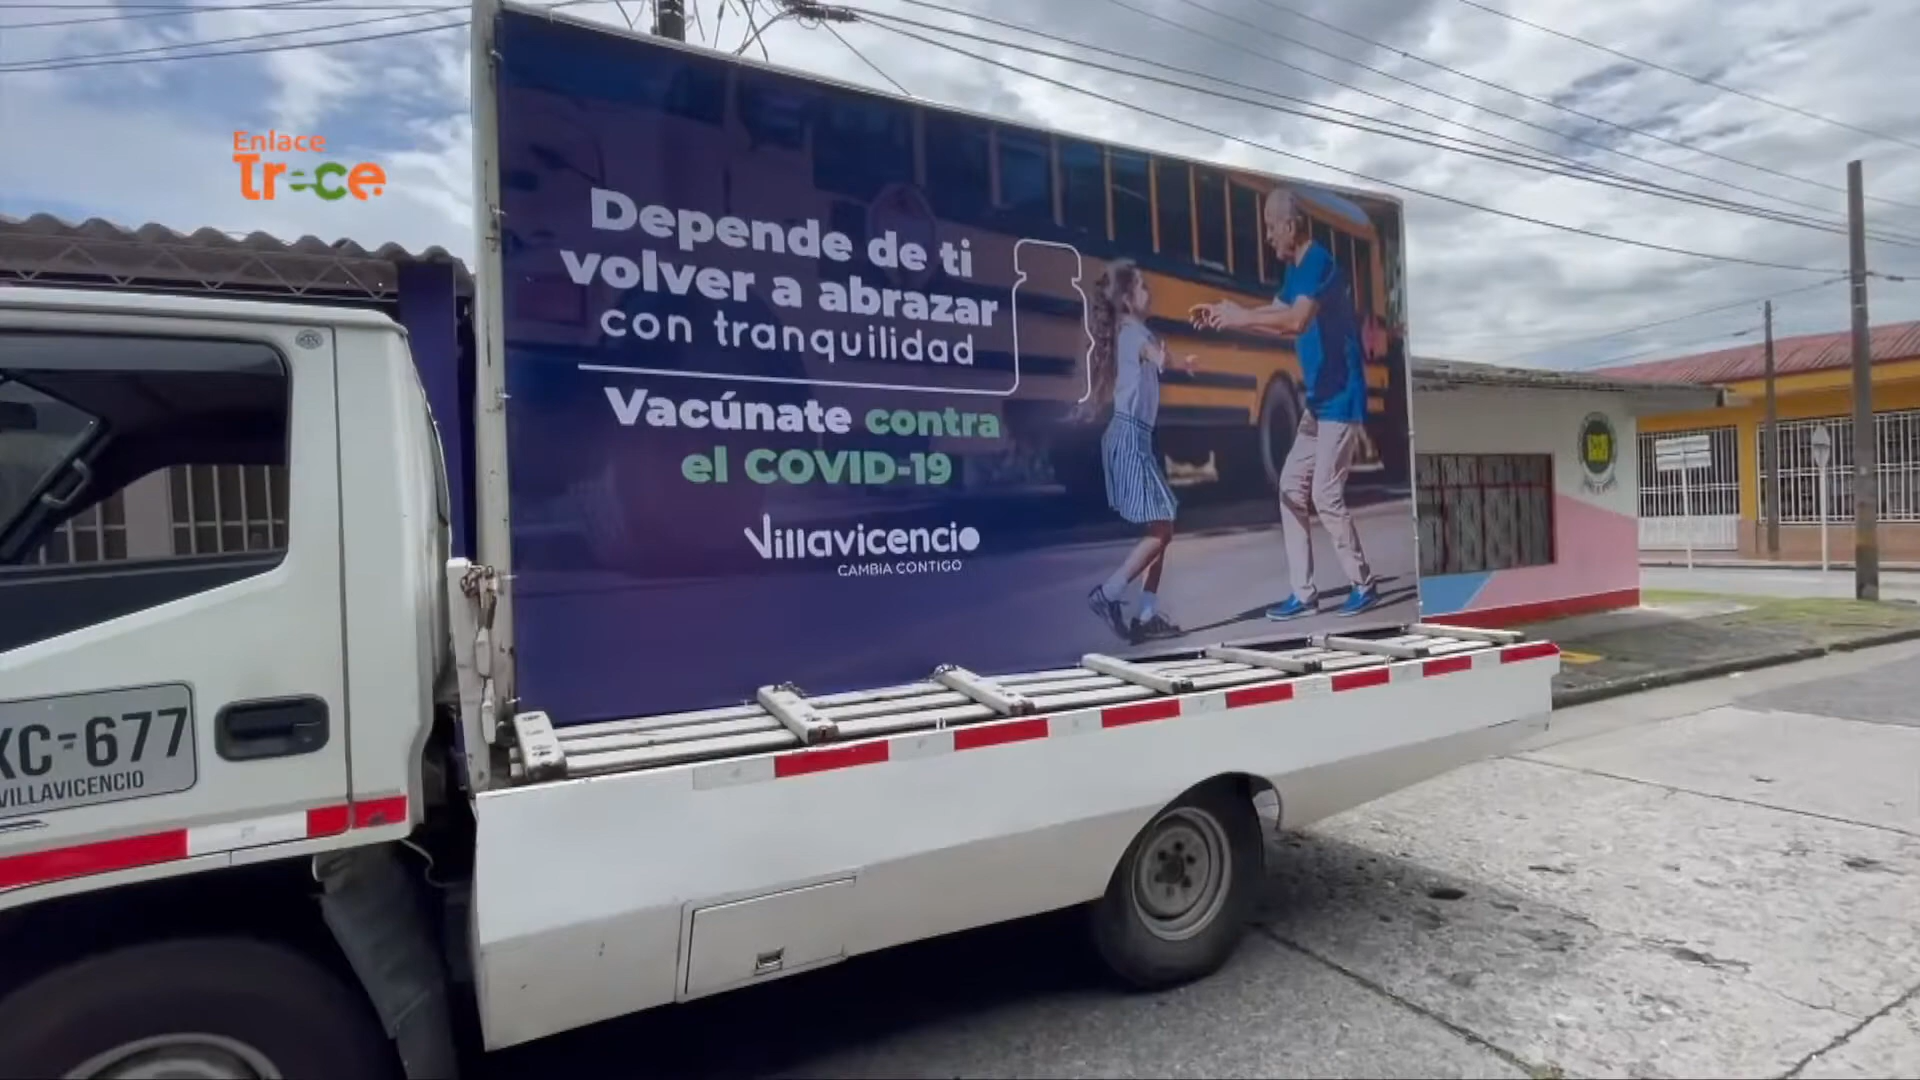 Enlace
trece
Depende de ti
volver a abrazar
con tranquilidad
Vacúnate contra
el COVID-19
Villavicencio
CAMBIA CONTIGO
XC-677
VILLAVICENCIO